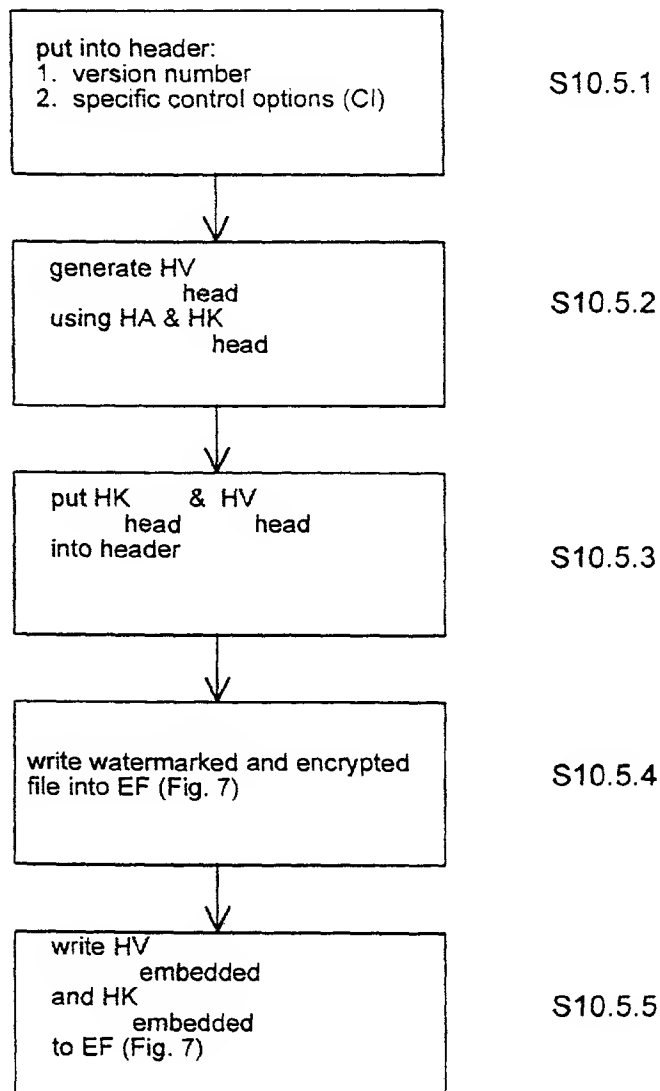 put into header:
1. version number
2. specific control options (CI)
S10.5.1
generate HV
head
using HA & HK
head
S10.5.2
put HK & HV
head head
into header
S10.5.3
write watermarked and encrypted
file into EF (Fig. 7)
S10.5.4
write HV
embedded
and HK
embedded
to EF (Fig. 7)
S10.5.5